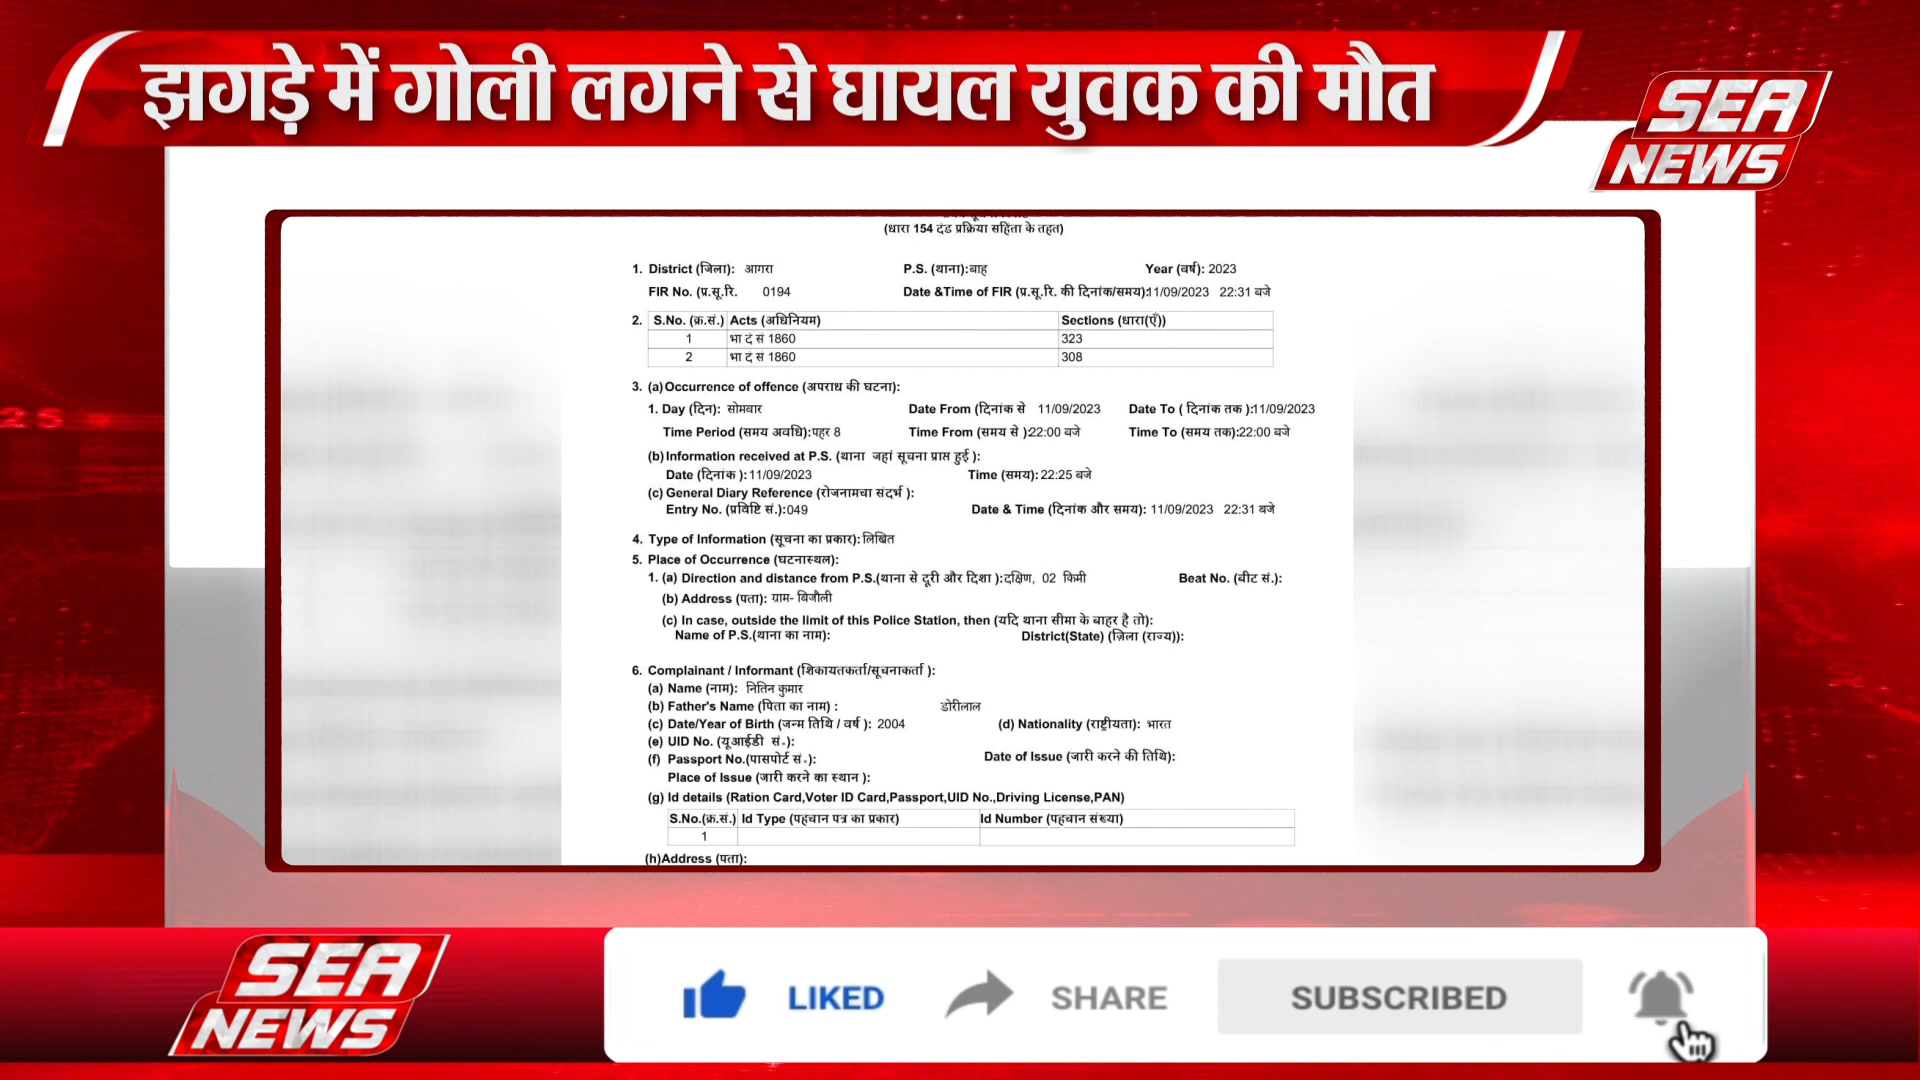 झगड़े में गोली लगने से घायल युवक की मौत
SEA
NEWS
(धारा 154 दंड प्रक्रिया सहिंता के तहत)
1. District (जिला): आगरा P.S. (थाना):बाह Year (वर्ष): 2023
FIR No. (प्र.सू.रि. 0194 Date &Time of FIR (प्र.सू.रि. की दिनांक/समय):11/09/2023 22:31 बजे
2. S.No. (क्र.सं.) Acts (अधिनियम) Sections (धारा(एँ))
1 भा दं सं 1860 323
2 भा दं सं 1860 308
3. (a) Occurrence of offence (अपराध की घटना):
1. Day (दिन): सोमवार Date From (दिनांक से 11/09/2023 Date To ( दिनांक तक ):11/09/2023
Time Period (समय अवधि):पहर 8 Time From (समय से ):22:00 बजे Time To (समय तक):22:00 बजे
(b) Information received at P.S. (थाना जहां सूचना प्राप्त हुई ):
Date (दिनांक ): 11/09/2023 Time (समय): 22:25 बजे
(c) General Diary Reference (रोजनामचा संदर्भ ):
Entry No. (प्रविष्टि सं.):049 Date & Time (दिनांक और समय): 11/09/2023 22:31 बजे
4. Type of Information (सूचना का प्रकार): लिखित
5. Place of Occurrence (घटनास्थल):
1. (a) Direction and distance from P.S.(थाना से दूरी और दिशा ):दक्षिण, 02 किमी Beat No. (बीट सं.):
(b) Address (पता): ग्राम- बिजौली
(c) In case, outside the limit of this Police Station, then (यदि थाना सीमा के बाहर है तो):
Name of P.S.(थाना का नाम): District(State) (ज़िला (राज्य)):
6. Complainant / Informant (शिकायतकर्ता/सूचनाकर्ता ):
(a) Name (नाम): नितिन कुमार
(b) Father's Name (पिता का नाम) : डोरीलाल
(c) Date/Year of Birth (जन्म तिथि / वर्ष ): 2004 (d) Nationality (राष्ट्रीयता): भारत
(e) UID No. (यूआईडी सं.):
(f) Passport No.(पासपोर्ट सं.): Date of Issue (जारी करने की तिथि):
Place of Issue (जारी करने का स्थान ):
(g) Id details (Ration Card,Voter ID Card,Passport,UID No.,Driving License,PAN)
S.No.(क्र.सं.) Id Type (पहचान पत्र का प्रकार) Id Number (पहचान संख्या)
1
(h) Address (पता):
SEA
NEWS
LIKED SHARE SUBSCRIBED